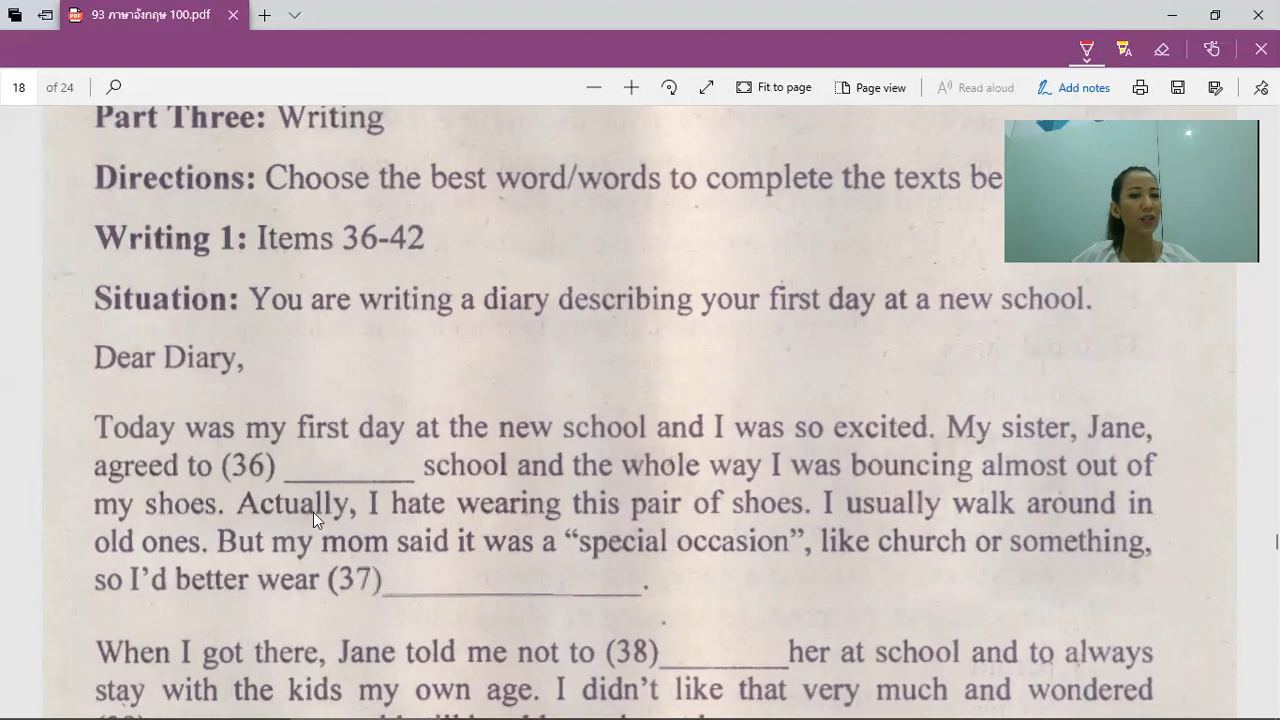 93 ภาษาอังกฤษ 100.pdf
18 of 24
Fit to page
Page view
Read aloud
Add notes
Part Three: Writing
Directions: Choose the best word/words to complete the texts be
Writing 1: Items 36-42
Situation: You are writing a diary describing your first day at a new school.
Dear Diary,
Today was my first day at the new school and I was so excited. My sister, Jane,
agreed to (36) ________ school and the whole way I was bouncing almost out of
my shoes. Actually, I hate wearing this pair of shoes. I usually walk around in
old ones. But my mom said it was a “special occasion”, like church or something,
so I’d better wear (37)________________.
When I got there, Jane told me not to (38)________her at school and to always
stay with the kids my own age. I didn’t like that very much and wondered